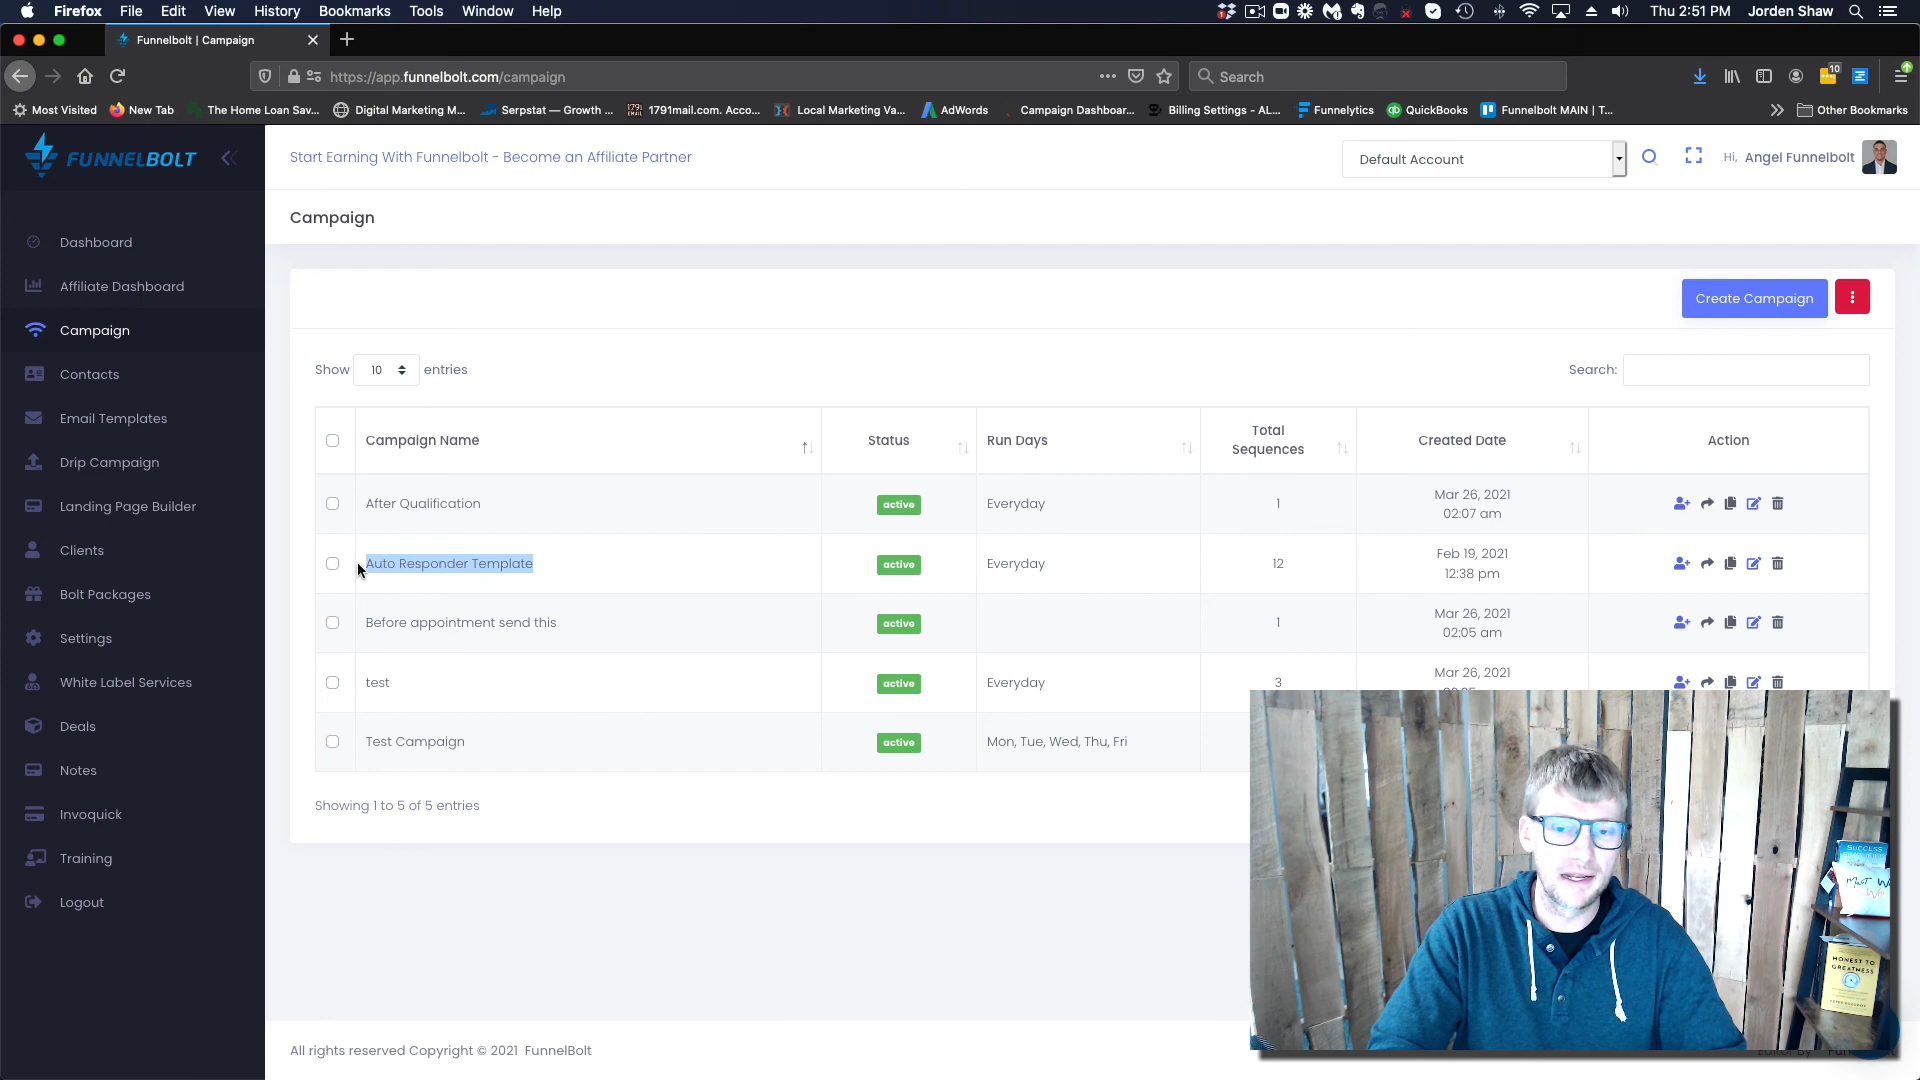 Firefox File Edit View History Bookmarks Tools Window Help Thu 2:51 PM Jorden Shaw
Funnelbolt | Campaign
https://app.funnelbolt.com/campaign Search 10
Most Visited New Tab The Home Loan Sav... Digital Marketing M... Serpstat — Growth ... 1791mail.com. Acco... Local Marketing Va... AdWords Campaign Dashboar... Billing Settings - AL... Funnelytics QuickBooks Funnelbolt MAIN | T... Other Bookmarks
FUNNELBOLT
Start Earning With Funnelbolt - Become an Affiliate Partner Default Account Hi, Angel Funnelbolt
Campaign
Dashboard
Affiliate Dashboard
Campaign
Contacts
Email Templates
Drip Campaign
Landing Page Builder
Clients
Bolt Packages
Settings
White Label Services
Deals
Notes
Invoquick
Training
Logout
Create Campaign
Show 10 entries Search:
Campaign Name Status Run Days Total Sequences Created Date Action
After Qualification active Everyday 1 Mar 26, 2021 02:07 am
Auto Responder Template active Everyday 12 Feb 19, 2021 12:38 pm
Before appointment send this active 1 Mar 26, 2021 02:05 am
test active Everyday 3 Mar 26, 2021
Test Campaign active Mon, Tue, Wed, Thu, Fri
Showing 1 to 5 of 5 entries
SUCCESS
HONEST TO
GREATNESS
All rights reserved Copyright © 2021 FunnelBolt